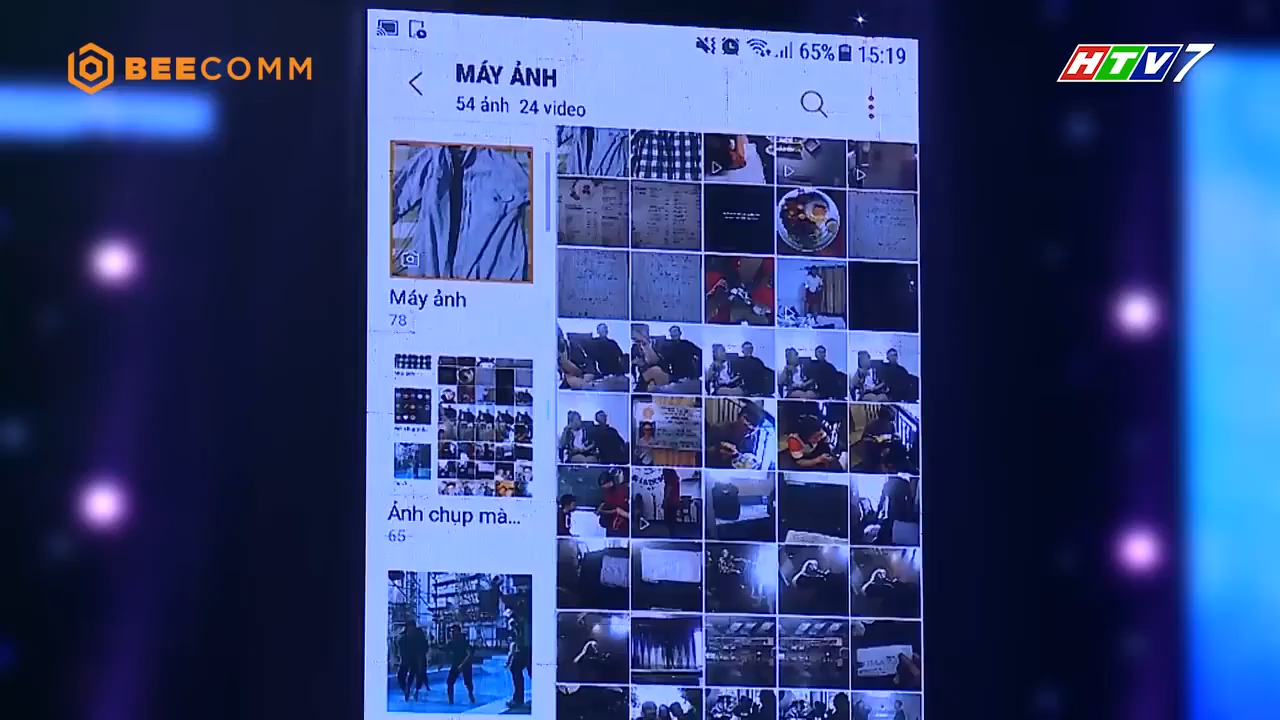 BEECOMM
HTV7
65% 15:19
MÁY ẢNH
54 ảnh 24 video
Máy ảnh
78
Ảnh chụp mà...
65